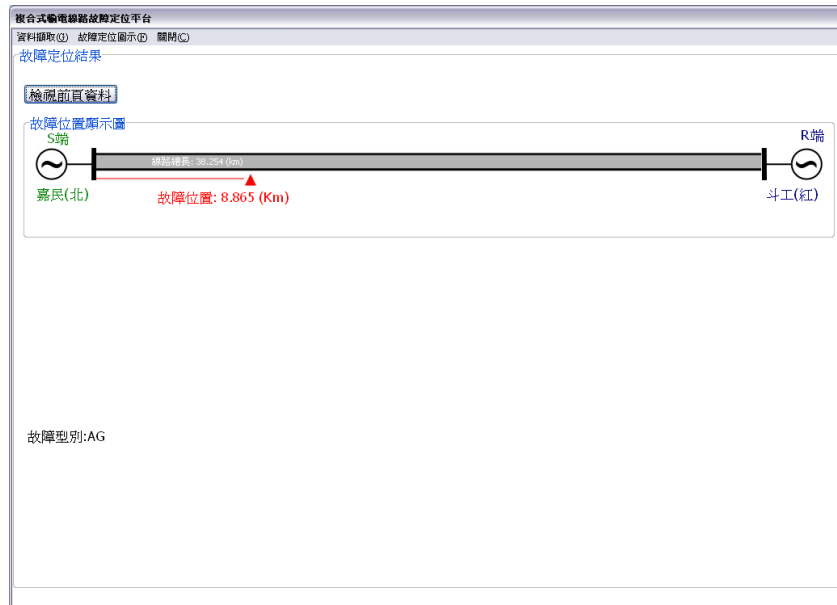 複合式輸電線路故障定位平台
資料擷取(O) 故障定位圖示(F) 關閉(C)
故障定位結果
檢視前頁資料
故障位置顯示圖
S端
R端
線路總長: 38.254 (km)
嘉民(北)
故障位置: 8.865 (Km)
斗工(紅)
故障型別:AG